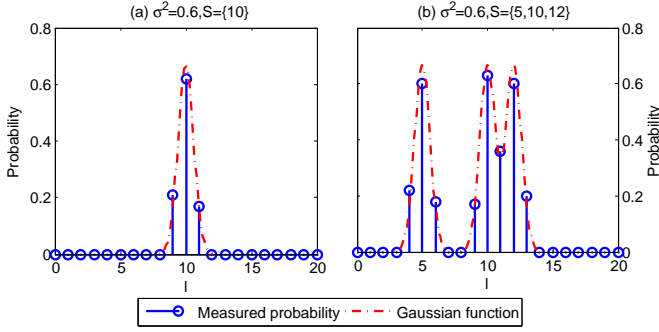 (a) σ²=0.6,S={10}
(b) σ²=0.6,S={5,10,12}
Probability
0.8
0.6
0.4
0.2
0
0 5 10 15 20
I
0.8
0.6
0.4
0.2
0
Probability
0 5 10 15 20
I
Measured probability
Gaussian function